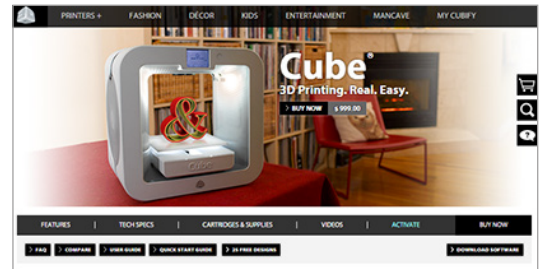 PRINTERS + FASHION DÉCOR KIDS ENTERTAINMENT MANCAVE MY CUBIFY
Cube®
3D Printing. Real. Easy.
> BUY NOW $ 999.00
&
Cube
?
FEATURES | TECH SPECS | CARTRIDGES & SUPPLIES | VIDEOS | ACTIVATE BUY NOW
> FAQ > COMPARE > USER GUIDE > QUICK START GUIDE > 25 FREE DESIGNS > DOWNLOAD SOFTWARE